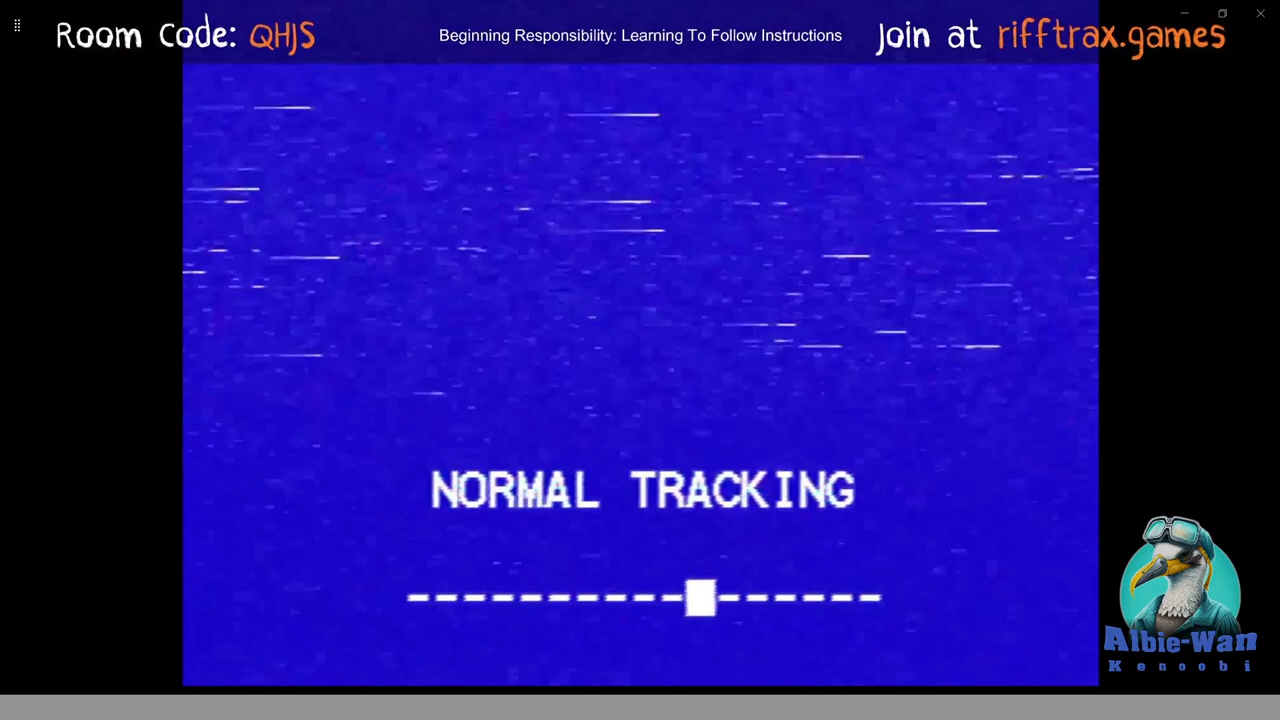 Room Code: QHJS
Beginning Responsibility: Learning To Follow Instructions
Join at rifftrax.games
NORMAL TRACKING
Albie-Wan
Kenoobi